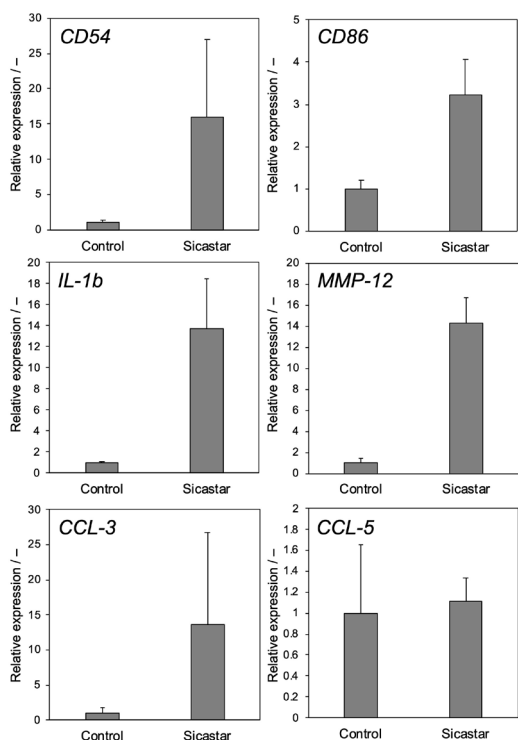 CD54
Relative expression / –
30
25
20
15
10
5
0
Control Sicastar
CD86
Relative expression / –
5
4
3
2
1
0
Control Sicastar
IL-1b
Relative expression / –
20
18
16
14
12
10
8
6
4
2
0
Control Sicastar
MMP-12
Relative expression / –
20
18
16
14
12
10
8
6
4
2
0
Control Sicastar
CCL-3
Relative expression / –
30
25
20
15
10
5
0
Control Sicastar
CCL-5
Relative expression / –
2
1.8
1.6
1.4
1.2
1
0.8
0.6
0.4
0.2
0
Control Sicastar